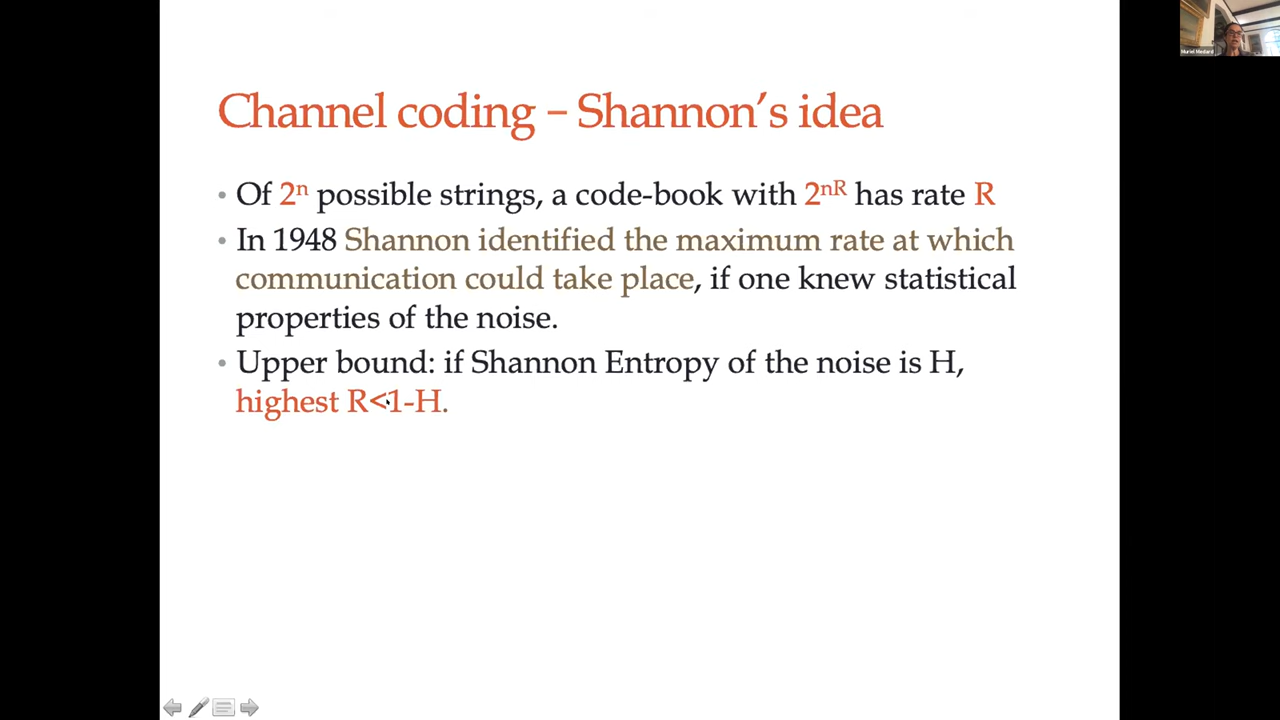 Muriel Médard
Channel coding – Shannon's idea
• Of 2ⁿ possible strings, a code-book with 2ⁿᴿ has rate R
• In 1948 Shannon identified the maximum rate at which
communication could take place, if one knew statistical
properties of the noise.
• Upper bound: if Shannon Entropy of the noise is H,
highest R<1-H.